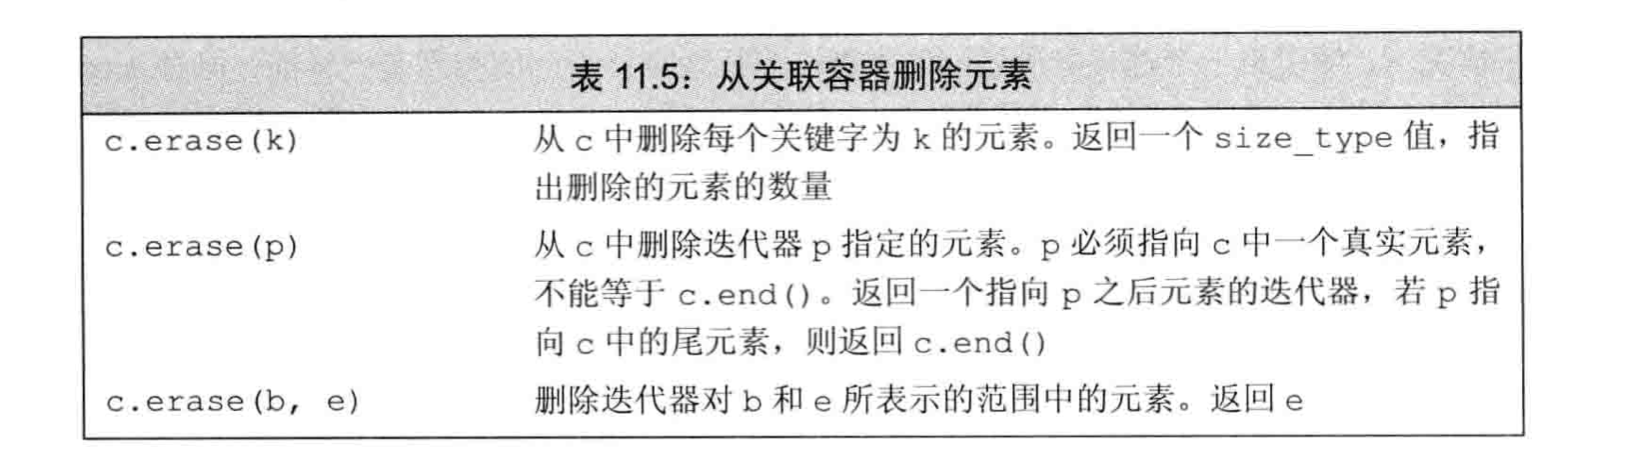 表 11.5：从关联容器删除元素
c.erase(k) 从 c 中删除每个关键字为 k 的元素。返回一个 size_type 值，指
出删除的元素的数量
c.erase(p) 从 c 中删除迭代器 p 指定的元素。p 必须指向 c 中一个真实元素，
不能等于 c.end()。返回一个指向 p 之后元素的迭代器，若 p 指
向 c 中的尾元素，则返回 c.end()
c.erase(b, e) 删除迭代器对 b 和 e 所表示的范围中的元素。返回 e